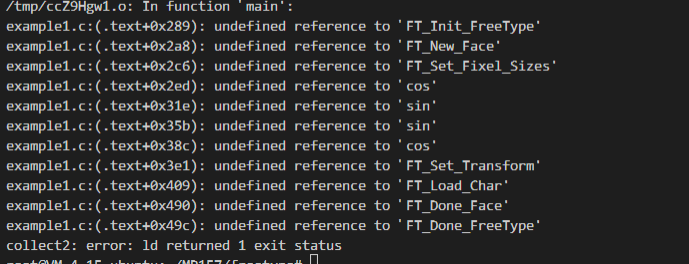 /tmp/ccZ9Hgw1.o: In function 'main':
example1.c:(.text+0x289): undefined reference to 'FT_Init_FreeType'
example1.c:(.text+0x2a8): undefined reference to 'FT_New_Face'
example1.c:(.text+0x2c6): undefined reference to 'FT_Set_Fixel_Sizes'
example1.c:(.text+0x2ed): undefined reference to 'cos'
example1.c:(.text+0x31e): undefined reference to 'sin'
example1.c:(.text+0x35b): undefined reference to 'sin'
example1.c:(.text+0x38c): undefined reference to 'cos'
example1.c:(.text+0x3e1): undefined reference to 'FT_Set_Transform'
example1.c:(.text+0x409): undefined reference to 'FT_Load_Char'
example1.c:(.text+0x490): undefined reference to 'FT_Done_Face'
example1.c:(.text+0x49c): undefined reference to 'FT_Done_FreeType'
collect2: error: ld returned 1 exit status